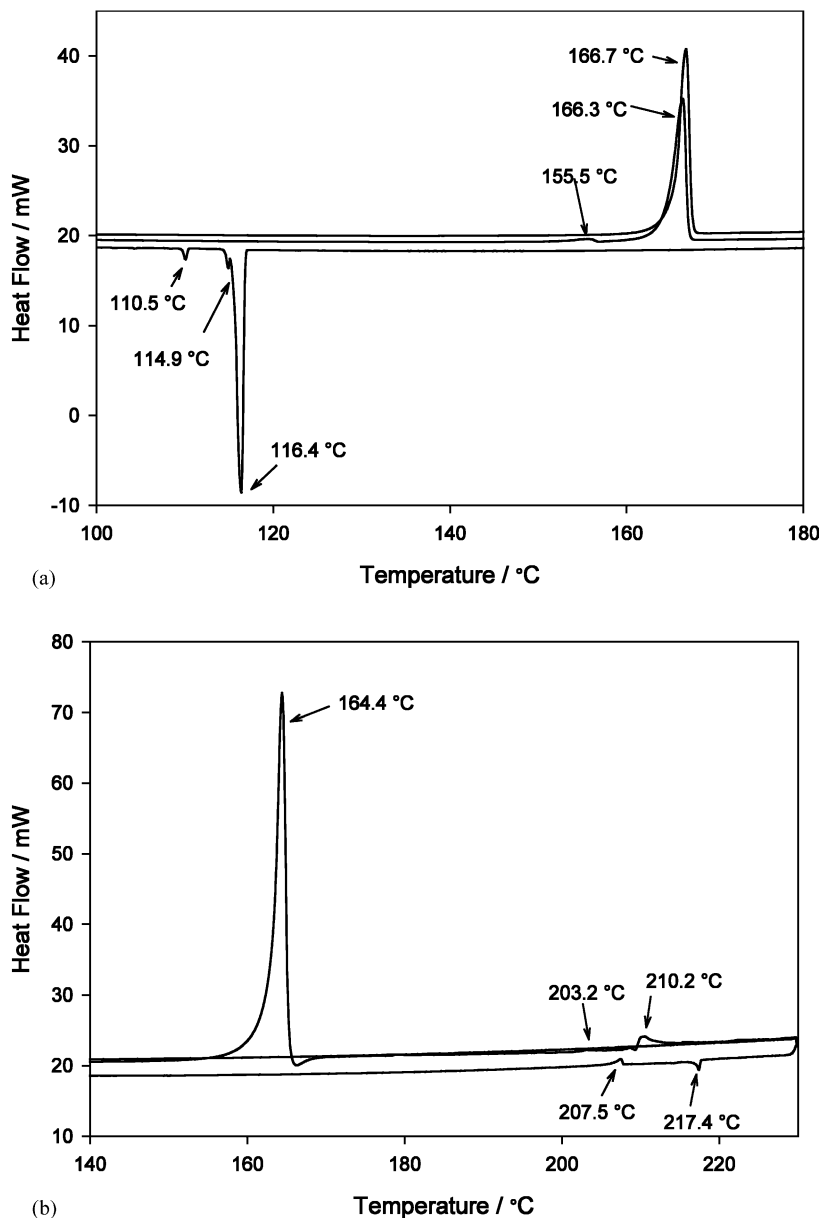 40
166.7 °C
166.3 °C
30
155.5 °C
20
110.5 °C
10
114.9 °C
0
116.4 °C
-10
100
120
140
160
180
Heat Flow / mW
Temperature / °C
(a)
80
70
164.4 °C
60
50
40
30
203.2 °C
210.2 °C
20
207.5 °C
217.4 °C
10
140
160
180
200
220
Heat Flow / mW
Temperature / °C
(b)